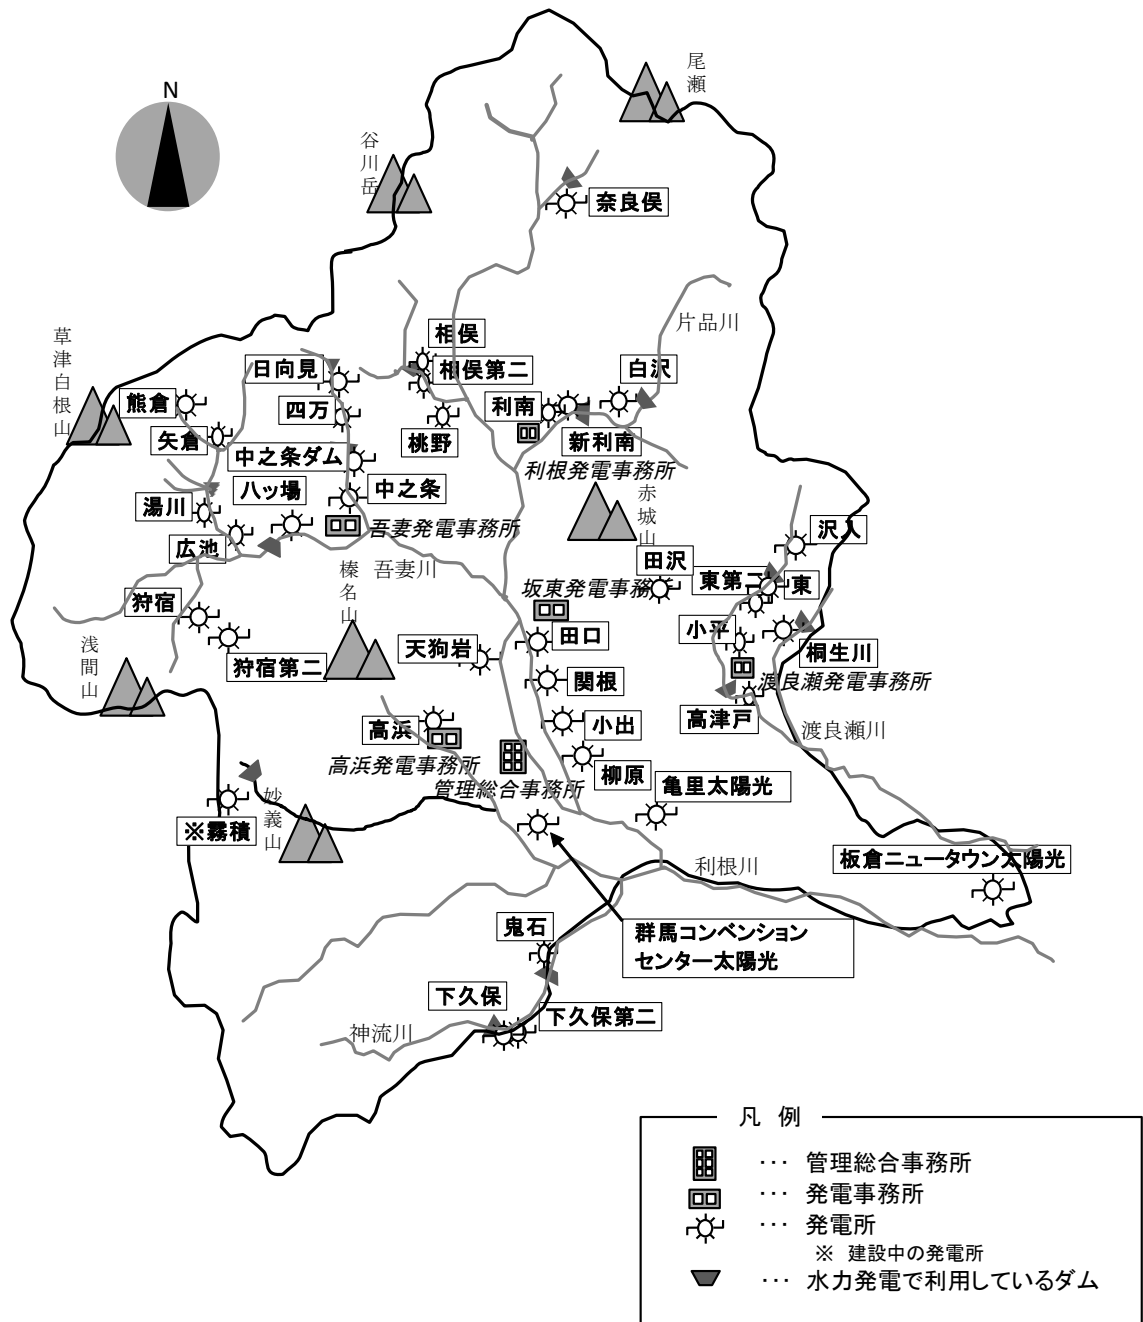 N
尾瀬
谷川岳
奈良俣
片品川
草津白根山
相俣
日向見
相俣第二
白沢
熊倉
四万
利南
矢倉
桃野
新利南
中之条ダム
利根発電事務所
八ッ場
中之条
湯川
赤城山
吾妻発電事務所
沢入
広池
吾妻川
田沢
東第二
東
坂東発電事務
榛名山
狩宿
小平
田口
桐生川
浅間山
狩宿第二
天狗岩
関根
渡良瀬発電事務所
高津戸
小出
渡良瀬川
高浜
高浜発電事務所
柳原
管理総合事務所
亀里太陽光
妙義山
※霧積
板倉ニュータウン太陽光
利根川
鬼石
群馬コンベンション
センター太陽光
下久保
下久保第二
神流川
凡 例
… 管理総合事務所
… 発電事務所
… 発電所
※ 建設中の発電所
… 水力発電で利用しているダム